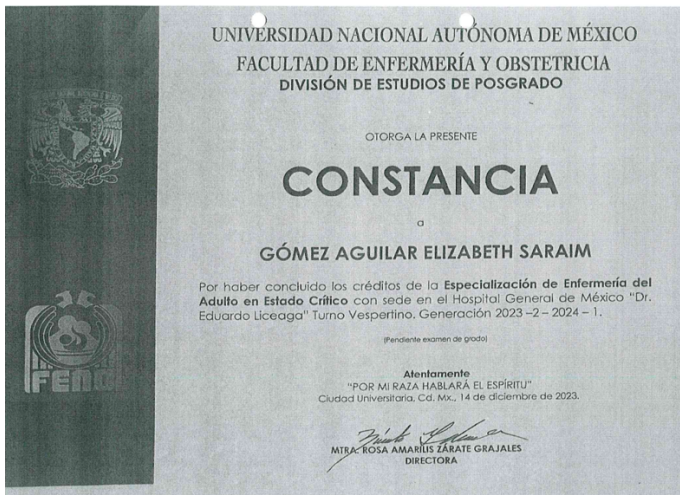 UNIVERSIDAD NACIONAL AUTÓNOMA DE MÉXICO
FACULTAD DE ENFERMERÍA Y OBSTETRICIA
DIVISIÓN DE ESTUDIOS DE POSGRADO
OTORGA LA PRESENTE
CONSTANCIA
a
GÓMEZ AGUILAR ELIZABETH SARAIM
Por haber concluido los créditos de la Especialización de Enfermería del
Adulto en Estado Crítico con sede en el Hospital General de México "Dr.
Eduardo Liceaga" Turno Vespertino. Generación 2023 –2 – 2024 – 1.
(Pendiente examen de grado)
Atentamente
"POR MI RAZA HABLARÁ EL ESPÍRITU"
Ciudad Universitaria, Cd. Mx., 14 de diciembre de 2023.
MTRA. ROSA AMARILIS ZÁRATE GRAJALES
DIRECTORA
FENO